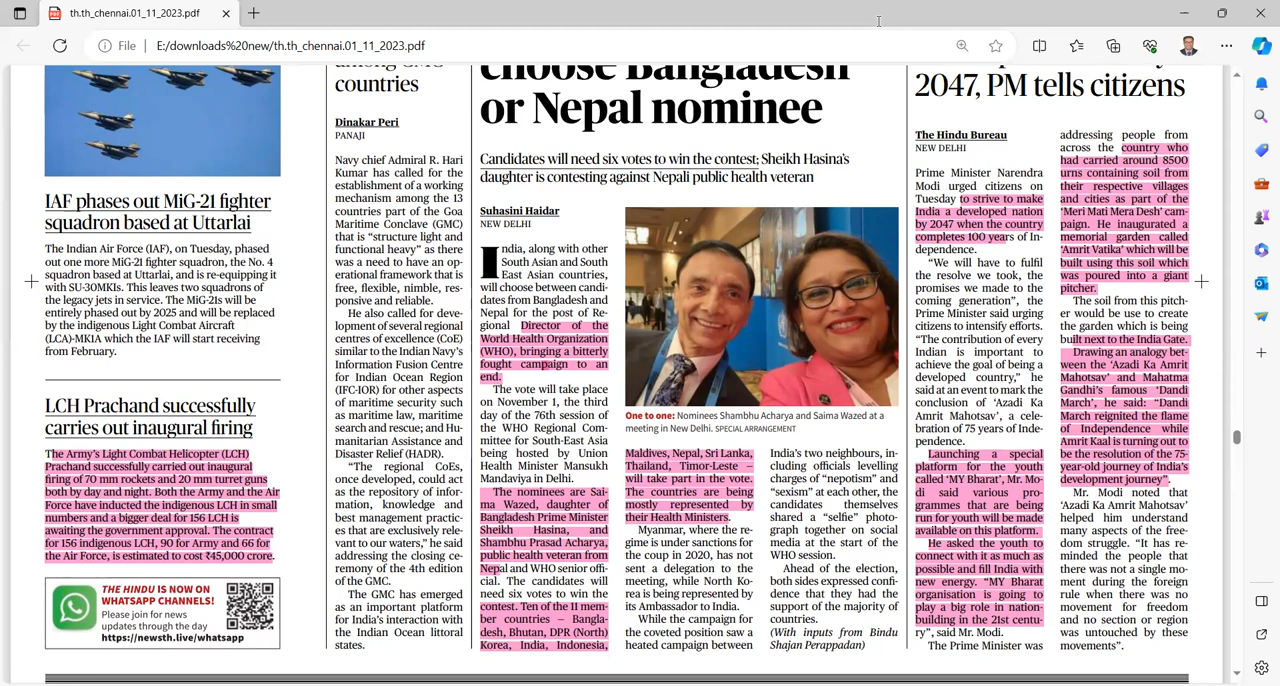 th.th_chennai.01_11_2023.pdf
File
E:/downloads%20new/th.th_chennai.01_11_2023.pdf
IAF phases out MiG-21 fighter
squadron based at Uttarlai
The Indian Air Force (IAF), on Tuesday, phased
out one more MiG-21 fighter squadron, the No. 4
squadron based at Uttarlai, and is re-equipping it
with SU-30MKIs. This leaves two squadrons of
the legacy jets in service. The MiG-21s will be
entirely phased out by 2025 and will be replaced
by the indigenous Light Combat Aircraft
(LCA)-MK1A which the IAF will start receiving
from February.
LCH Prachand successfully
carries out inaugural firing
The Army's Light Combat Helicopter (LCH)
Prachand successfully carried out inaugural
firing of 70 mm rockets and 20 mm turret guns
both by day and night. Both the Army and the Air
Force have inducted the indigenous LCH in small
numbers and a bigger deal for 156 LCH is
awaiting the government approval. The contract
for 156 indigenous LCH, 90 for Army and 66 for
the Air Force, is estimated to cost ₹45,000 crore.
THE HINDU IS NOW ON
WHATSAPP CHANNELS!
Please join for news
updates through the day
https://newsth.live/whatsapp
among GMC
countries
Dinakar Peri
PANAJI
Navy chief Admiral R. Hari
Kumar has called for the
establishment of a working
mechanism among the 13
countries part of the Goa
Maritime Conclave (GMC)
that is “structure light and
functional heavy” as there
was a need to have an op-
erational framework that is
free, flexible, nimble, res-
ponsive and reliable.
He also called for deve-
lopment of several regional
centres of excellence (CoE)
similar to the Indian Navy's
Information Fusion Centre
for Indian Ocean Region
(IFC-IOR) for other aspects
of maritime security such
as maritime law, maritime
search and rescue; and Hu-
manitarian Assistance and
Disaster Relief (HADR).
“The regional CoEs,
once developed, could act
as the repository of infor-
mation, knowledge and
best management practic-
es that are exclusively rele-
vant to our waters,” he said
addressing the closing ce-
remony of the 4th edition
of the GMC.
The GMC has emerged
as an important platform
for India's interaction with
the Indian Ocean littoral
states.
choose Bangladesh
or Nepal nominee
Candidates will need six votes to win the contest; Sheikh Hasina's
daughter is contesting against Nepali public health veteran
Suhasini Haidar
NEW DELHI
India, along with other
South Asian and South
East Asian countries,
will choose between candi-
dates from Bangladesh and
Nepal for the post of Re-
gional Director of the
World Health Organization
(WHO), bringing a bitterly
fought campaign to an
end.
The vote will take place
on November 1, the third
day of the 76th session of
the WHO Regional Com-
mittee for South-East Asia
being hosted by Union
Health Minister Mansukh
Mandaviya in Delhi.
The nominees are Sai-
ma Wazed, daughter of
Bangladesh Prime Minister
Sheikh Hasina, and
Shambhu Prasad Acharya,
public health veteran from
Nepal and WHO senior offi-
cial. The candidates will
need six votes to win the
contest. Ten of the 11 mem-
ber countries – Bangla-
desh, Bhutan, DPR (North)
Korea, India, Indonesia,
One to one: Nominees Shambhu Acharya and Saima Wazed at a
meeting in New Delhi. SPECIAL ARRANGEMENT
Maldives, Nepal, Sri Lanka,
Thailand, Timor-Leste –
will take part in the vote.
The countries are being
mostly represented by
their Health Ministers.
Myanmar, where the re-
gime is under sanctions for
the coup in 2020, has not
sent a delegation to the
meeting, while North Ko-
rea is being represented by
its Ambassador to India.
While the campaign for
the coveted position saw a
heated campaign between
India's two neighbours, in-
cluding officials levelling
charges of “nepotism” and
“sexism” at each other, the
candidates themselves
shared a “selfie” photo-
graph together on social
media at the start of the
WHO session.
Ahead of the election,
both sides expressed confi-
dence that they had the
support of the majority of
countries.
(With inputs from Bindu
Shajan Perappadan)
2047, PM tells citizens
The Hindu Bureau
NEW DELHI
Prime Minister Narendra
Modi urged citizens on
Tuesday to strive to make
India a developed nation
by 2047 when the country
completes 100 years of In-
dependence.
“We will have to fulfil
the resolve we took, the
promises we made to the
coming generation”, the
Prime Minister said urging
citizens to intensify efforts.
“The contribution of every
Indian is important to
achieve the goal of being a
developed country,” he
said at an event to mark the
conclusion of ‘Azadi Ka
Amrit Mahotsav’, a cele-
bration of 75 years of Inde-
pendence.
Launching a special
platform for the youth
called ‘MY Bharat’, Mr. Mo-
di said various pro-
grammes that are being
run for youth will be made
available on this platform.
He asked the youth to
connect with it as much as
possible and fill India with
new energy. “MY Bharat
organisation is going to
play a big role in nation-
building in the 21st centu-
ry”, said Mr. Modi.
The Prime Minister was
addressing people from
across the country who
had carried around 8500
urns containing soil from
their respective villages
and cities as part of the
‘Meri Mati Mera Desh’ cam-
paign. He inaugurated a
memorial garden called
‘Amrit Vatika’ which will be
built using this soil which
was poured into a giant
pitcher.
The soil from this pitch-
er would be use to create
the garden which is being
built next to the India Gate.
Drawing an analogy bet-
ween the ‘Azadi Ka Amrit
Mahotsav’ and Mahatma
Gandhi's famous ‘Dandi
March’, he said: “Dandi
March reignited the flame
of Independence while
Amrit Kaal is turning out to
be the resolution of the 75-
year-old journey of India's
development journey”.
Mr. Modi noted that
‘Azadi Ka Amrit Mahotsav’
helped him understand
many aspects of the free-
dom struggle. “It has re-
minded the people that
there was not a single mo-
ment during the foreign
rule when there was no
movement for freedom
and no section or region
was untouched by these
movements”.